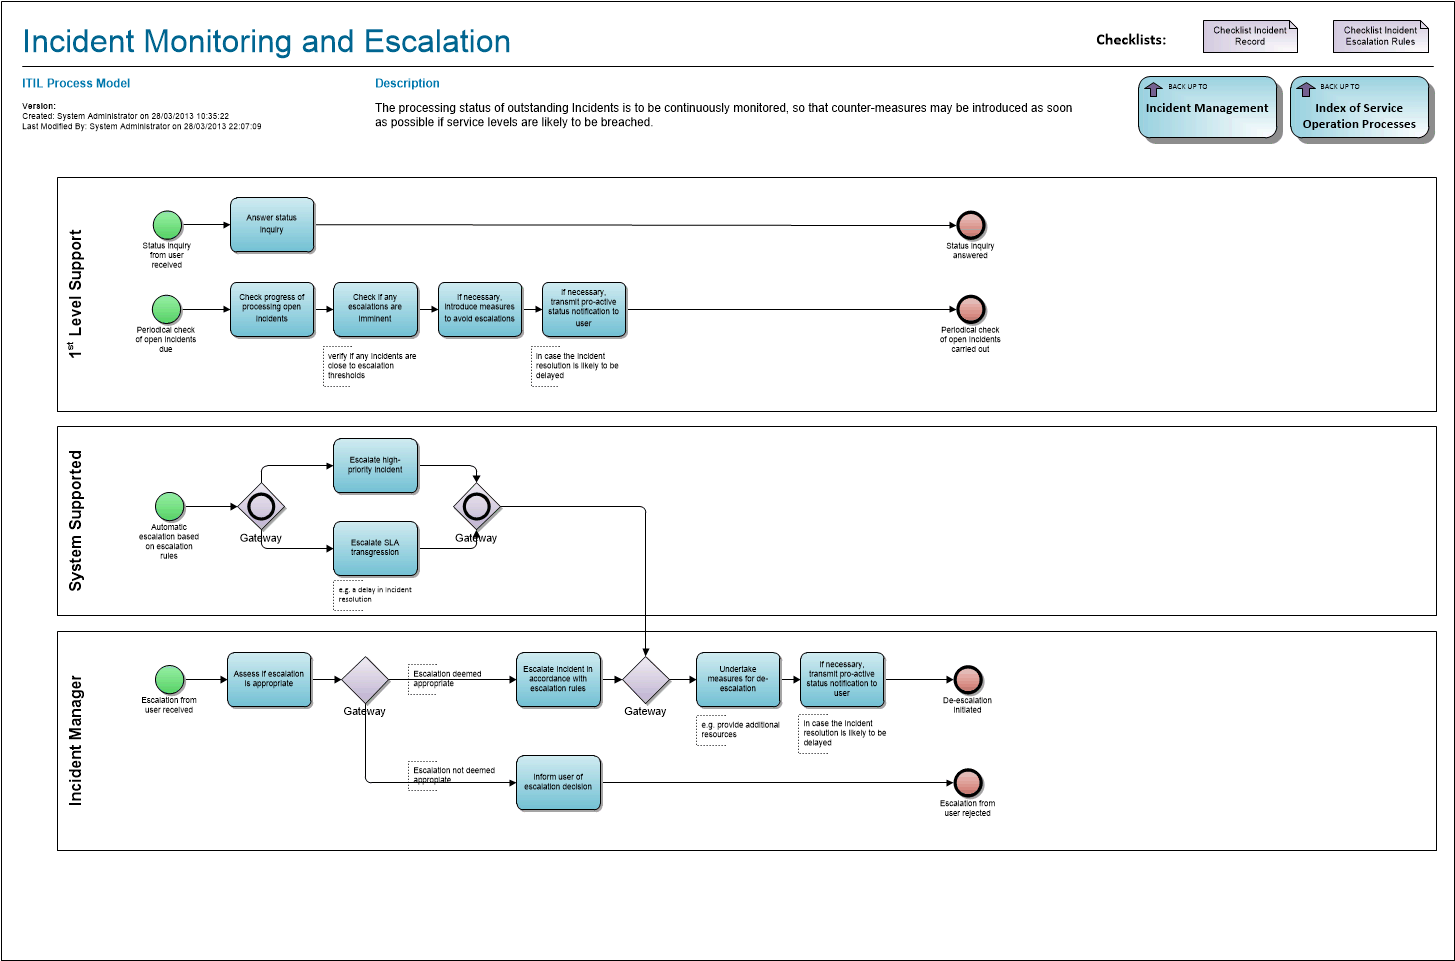 Incident Monitoring and Escalation
Checklists:
Checklist Incident
Record
Checklist Incident
Escalation Rules
ITIL Process Model
Version:
Created: System Administrator on 28/03/2013 10:35:22
Last Modified By: System Administrator on 28/03/2013 22:07:09
Description
The processing status of outstanding Incidents is to be continuously monitored, so that counter-measures may be introduced as soon
as possible if service levels are likely to be breached.
BACK UP TO
Incident Management
BACK UP TO
Index of Service
Operation Processes
1st Level Support
Status inquiry
from user
received
Answer status
inquiry
Status inquiry
answered
Periodical check
of open incidents
due
Check progress of
processing open
incidents
Check if any
escalations are
imminent
If necessary,
introduce measures
to avoid escalations
If necessary,
transmit pro-active
status notification to
user
Periodical check
of open incidents
carried out
verify if any incidents are
close to escalation
thresholds
in case the incident
resolution is likely to be
delayed
System Supported
Automatic
escalation based
on escalation
rules
Gateway
Escalate high-
priority incident
Escalate SLA
transgression
e.g. a delay in incident
resolution
Gateway
Incident Manager
Escalation from
user received
Assess if escalation
is appropriate
Gateway
Escalation deemed
appropriate
Escalate incident in
accordance with
escalation rules
Gateway
Undertake
measures for de-
escalation
If necessary,
transmit pro-active
status notification to
user
De-escalation
initiated
e.g. provide additional
resources
in case the incident
resolution is likely to be
delayed
Escalation not deemed
appropriate
Inform user of
escalation decision
Escalation from
user rejected